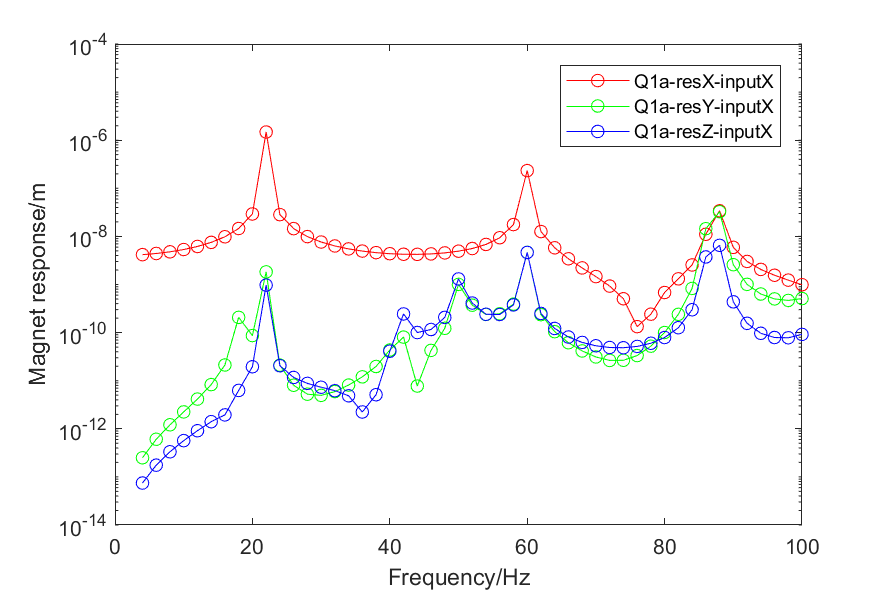 10-4
10-6
10-8
10-10
10-12
10-14
Magnet response/m
0 20 40 60 80 100
Frequency/Hz
Q1a-resX-inputX
Q1a-resY-inputX
Q1a-resZ-inputX